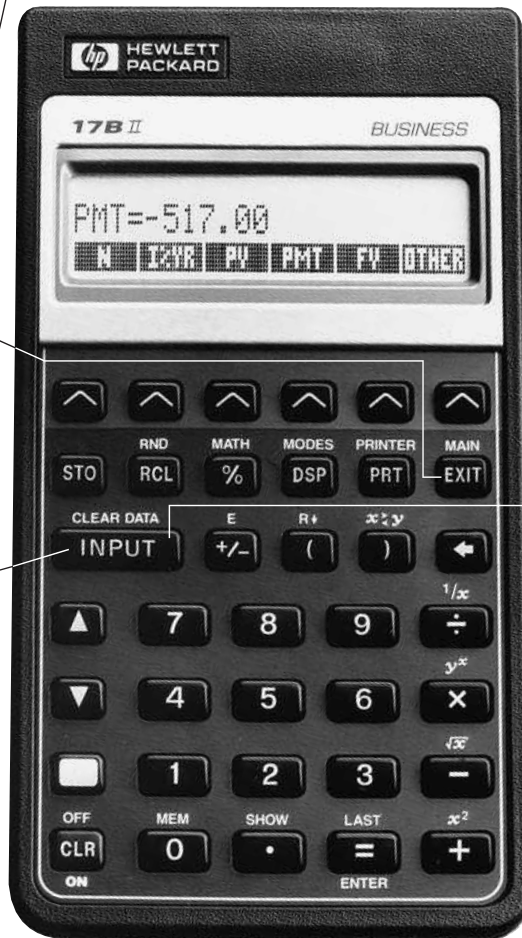 hp HEWLETT
PACKARD
17B II BUSINESS
PMT=-517.00
N I%YR PV PMT FV OTHER
RND MATH MODES PRINTER MAIN
STO RCL % DSP PRT EXIT
CLEAR DATA E R↓ x≷y
INPUT +/- ( ) ←
1/x
▲ 7 8 9 ÷
yˣ
▼ 4 5 6 ×
√x
1 2 3 −
OFF MEM SHOW LAST x²
CLR 0 · = +
ON ENTER